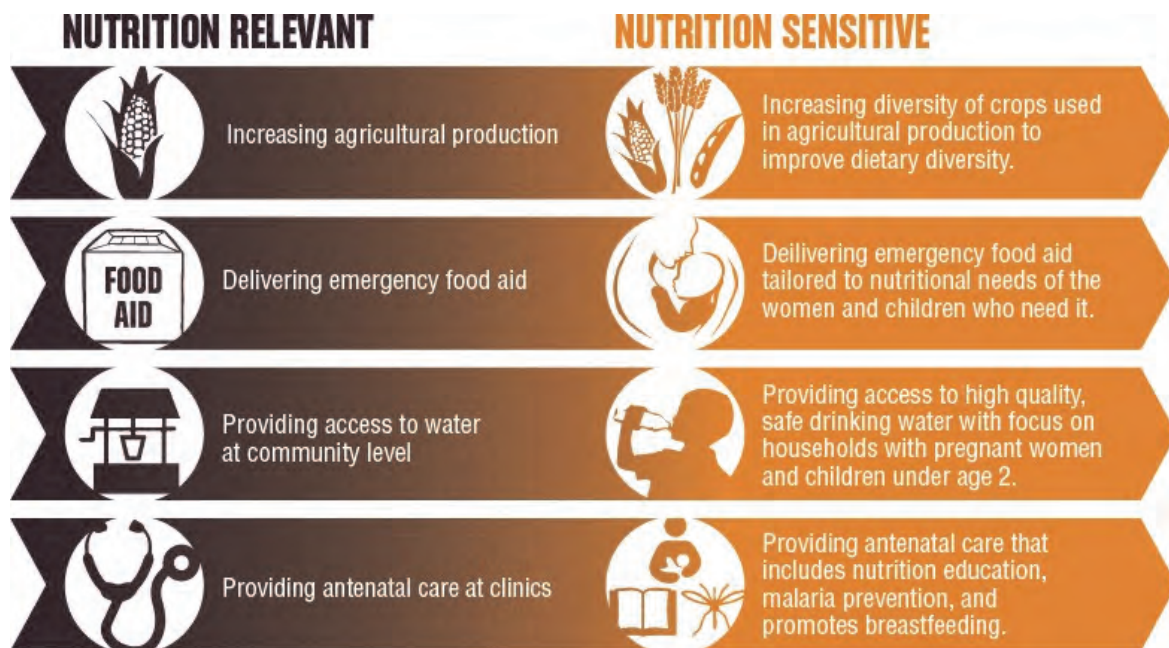 NUTRITION RELEVANT
NUTRITION SENSITIVE
Increasing agricultural production
Increasing diversity of crops used
in agricultural production to
improve dietary diversity.
FOOD
AID
Delivering emergency food aid
Deilivering emergency food aid
tailored to nutritional needs of the
women and children who need it.
Providing access to water
at community level
Providing access to high quality,
safe drinking water with focus on
households with pregnant women
and children under age 2.
Providing antenatal care at clinics
Providing antenatal care that
includes nutrition education,
malaria prevention, and
promotes breastfeeding.